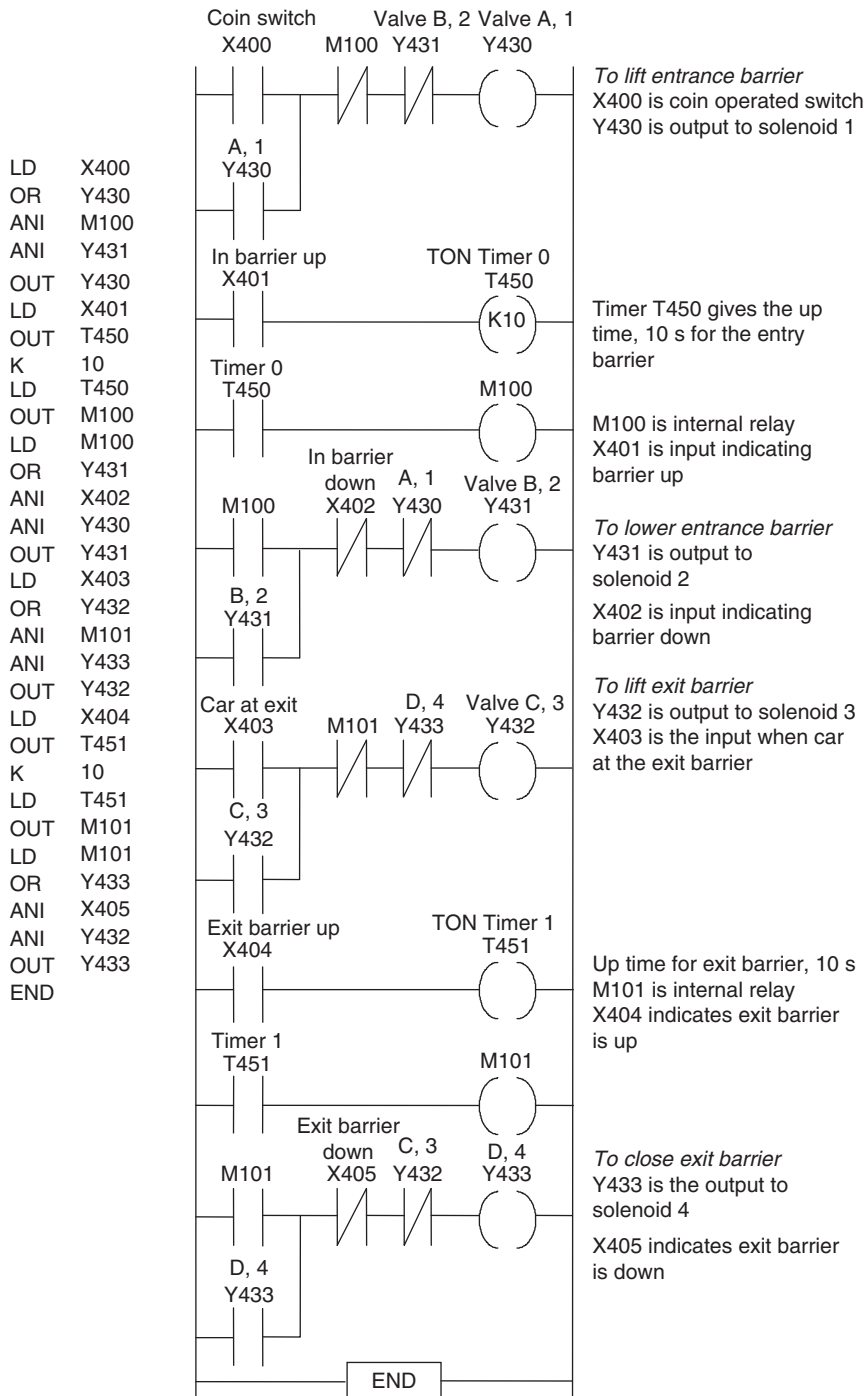 LD X400
OR Y430
ANI M100
ANI Y431
OUT Y430
LD X401
OUT T450
K 10
LD T450
OUT M100
LD M100
OR Y431
ANI X402
ANI Y430
OUT Y431
LD X403
OR Y432
ANI M101
ANI Y433
OUT Y432
LD X404
OUT T451
K 10
LD T451
OUT M101
LD M101
OR Y433
ANI X405
ANI Y432
OUT Y433
END
Coin switch Valve B, 2 Valve A, 1
X400 M100 Y431 Y430
A, 1
Y430
To lift entrance barrier
X400 is coin operated switch
Y430 is output to solenoid 1
In barrier up TON Timer 0
X401 T450
K10
Timer T450 gives the up
time, 10 s for the entry
barrier
Timer 0
T450 M100
M100 is internal relay
X401 is input indicating
barrier up
In barrier
down A, 1 Valve B, 2
M100 X402 Y430 Y431
B, 2
Y431
To lower entrance barrier
Y431 is output to
solenoid 2
X402 is input indicating
barrier down
Car at exit D, 4 Valve C, 3
X403 M101 Y433 Y432
C, 3
Y432
To lift exit barrier
Y432 is output to solenoid 3
X403 is the input when car
at the exit barrier
Exit barrier up TON Timer 1
X404 T451
Up time for exit barrier, 10 s
M101 is internal relay
X404 indicates exit barrier
is up
Timer 1
T451 M101
Exit barrier
down C, 3 D, 4
M101 X405 Y432 Y433
D, 4
Y433
To close exit barrier
Y433 is the output to
solenoid 4
X405 indicates exit barrier
is down
END